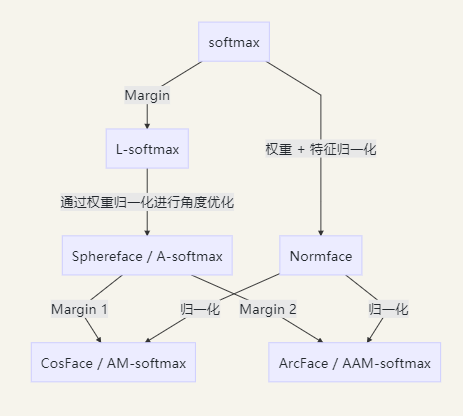 softmax
Margin
L-softmax
权重 + 特征归一化
通过权重归一化进行角度优化
Sphereface / A-softmax
Normface
Margin 1
归一化
Margin 2
归一化
CosFace / AM-softmax
ArcFace / AAM-softmax